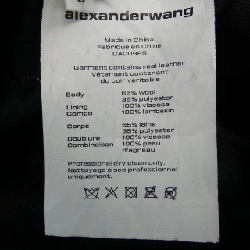 alexanderwang
Made in China
Fabriqué en Chine
Garment contains real leather
Vêtement contenant
du cuir véritable
Body 65% Wool
35% polyester
Lining 100% viscose
Combo 100% lambskin
Corps 65% laine
35% polyester
Doublure 100% viscose
Combinaison 100% peau
d'agneau
Professional dry clean only.
Nettoyage à sec professionnel
uniquement.